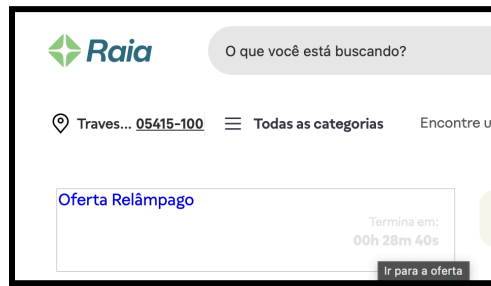 Raia
O que você está buscando?
Traves... 05415-100
Todas as categorias
Encontre u
Oferta Relâmpago
Termina em:
00h 28m 40s
Ir para a oferta